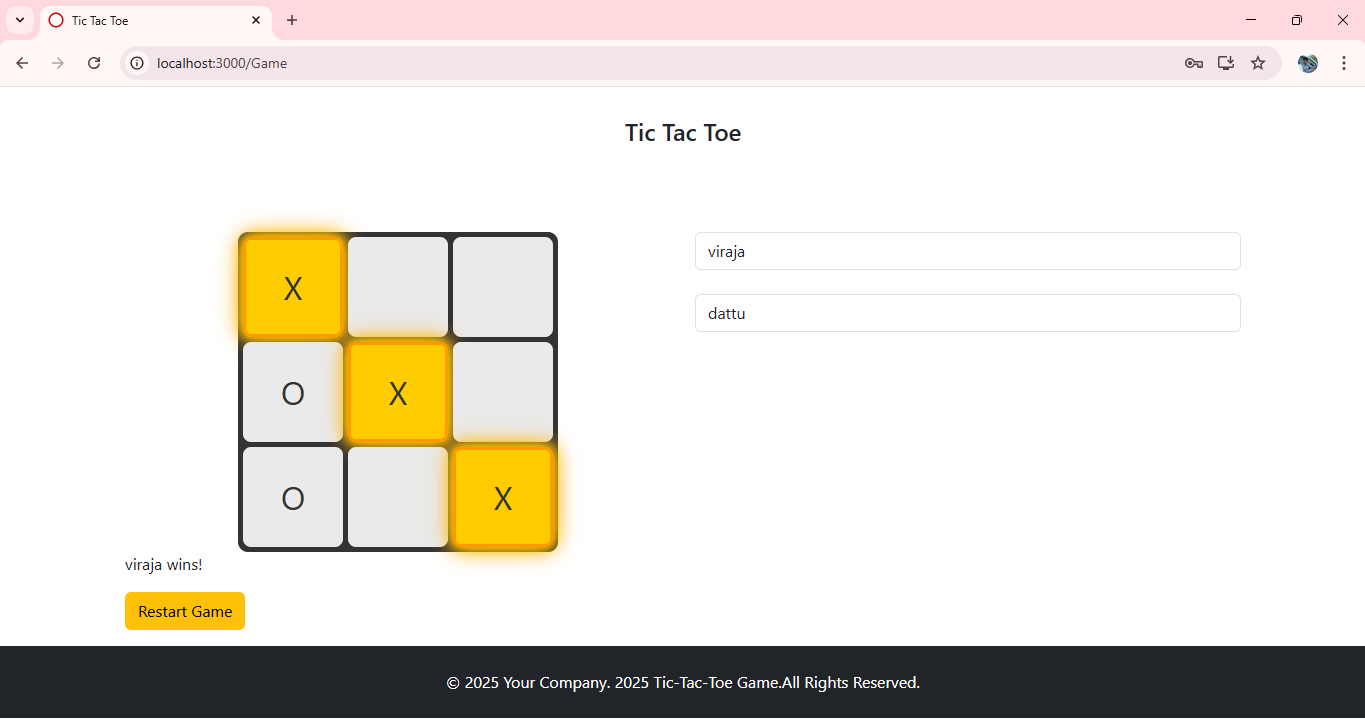 Tic Tac Toe
localhost:3000/Game
Tic Tac Toe
X
O X
O X
viraja
dattu
viraja wins!
Restart Game
© 2025 Your Company. 2025 Tic-Tac-Toe Game.All Rights Reserved.